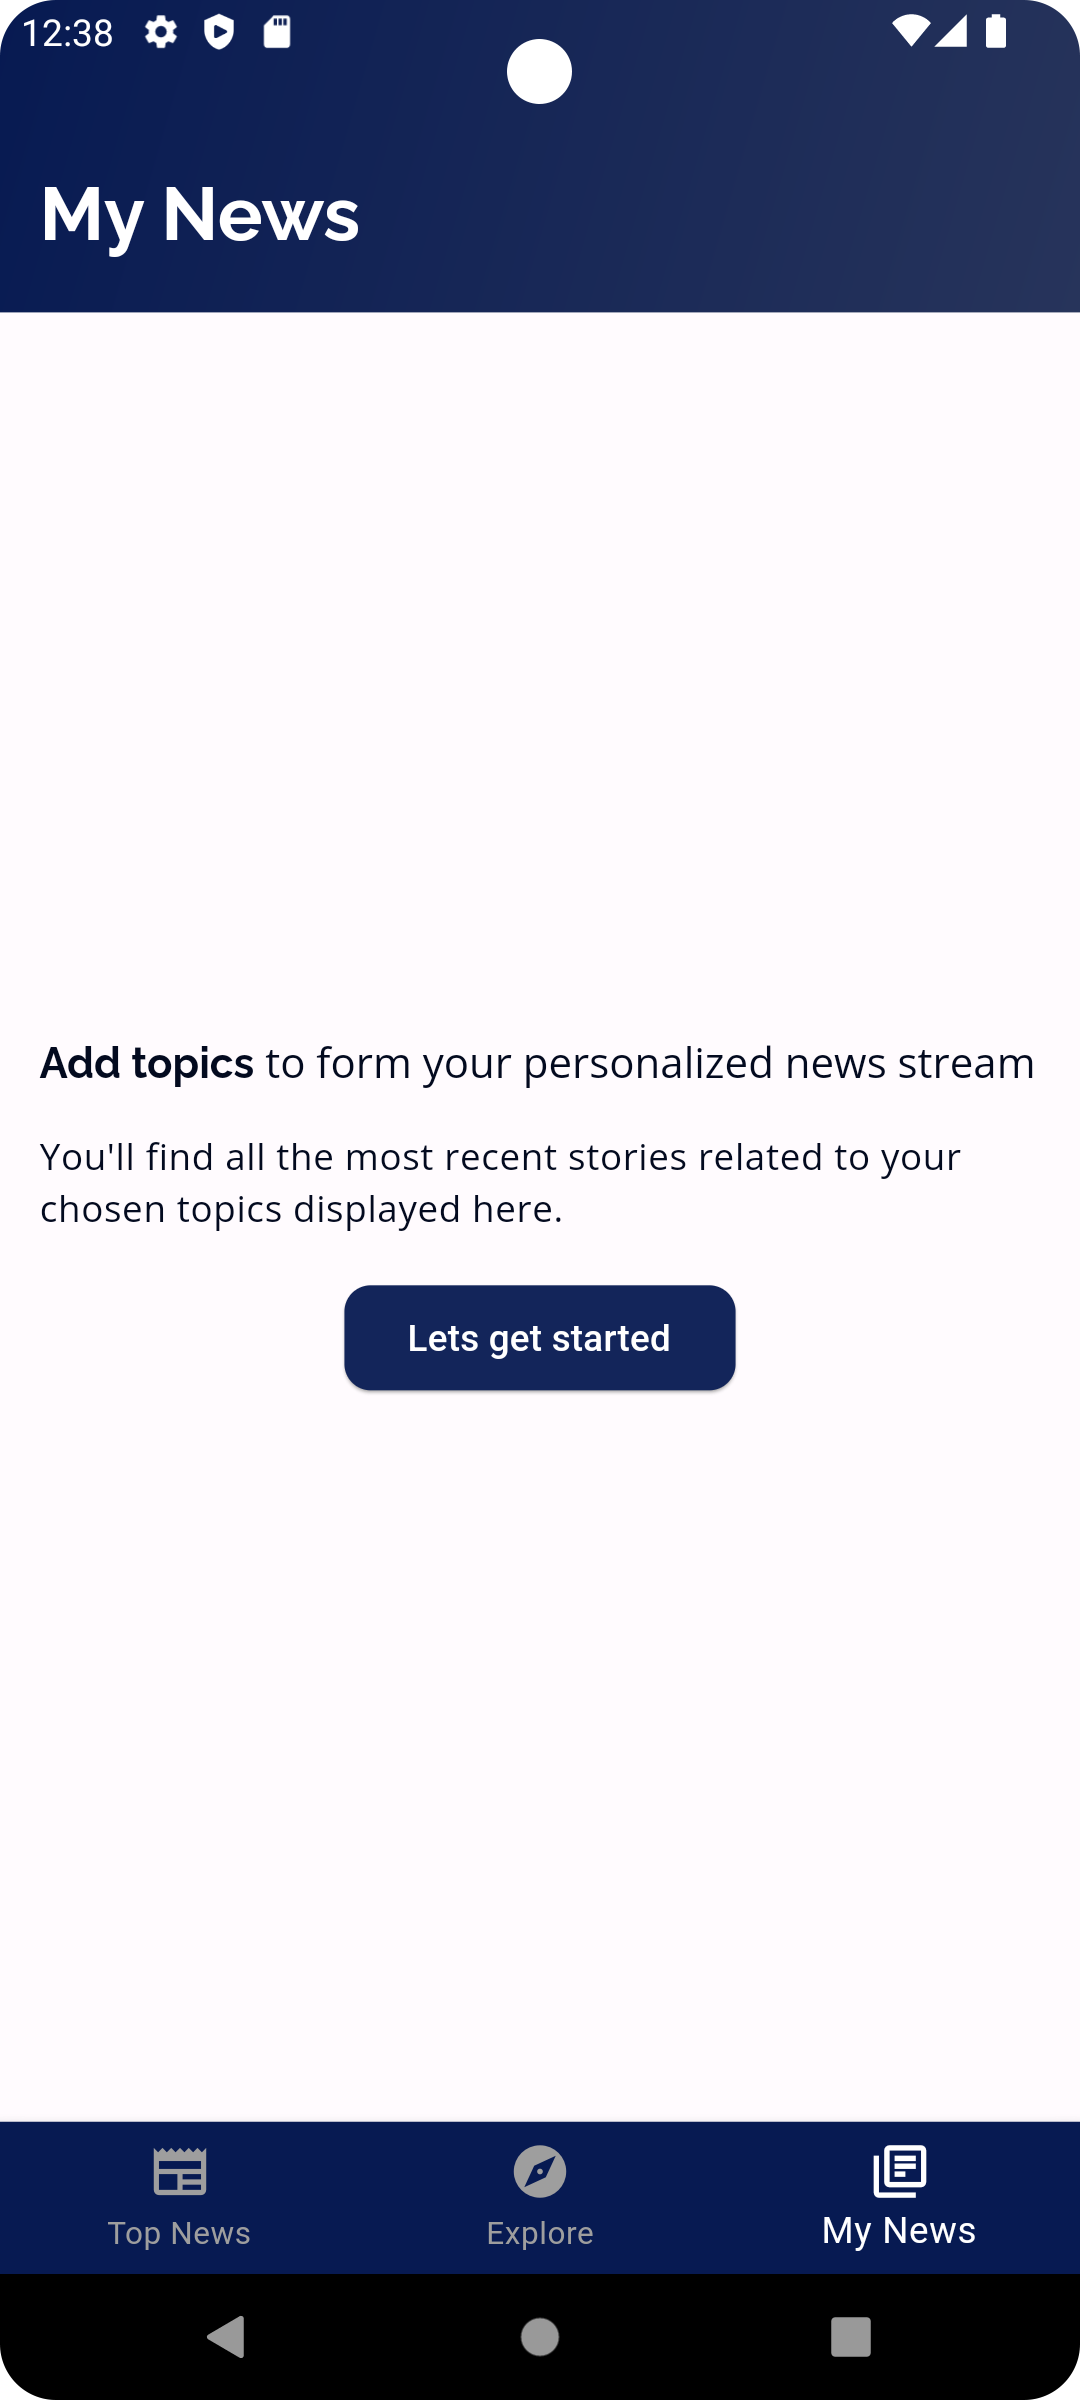 12:38
My News
Add topics to form your personalized news stream
You'll find all the most recent stories related to your
chosen topics displayed here.
Lets get started
Top News
Explore
My News